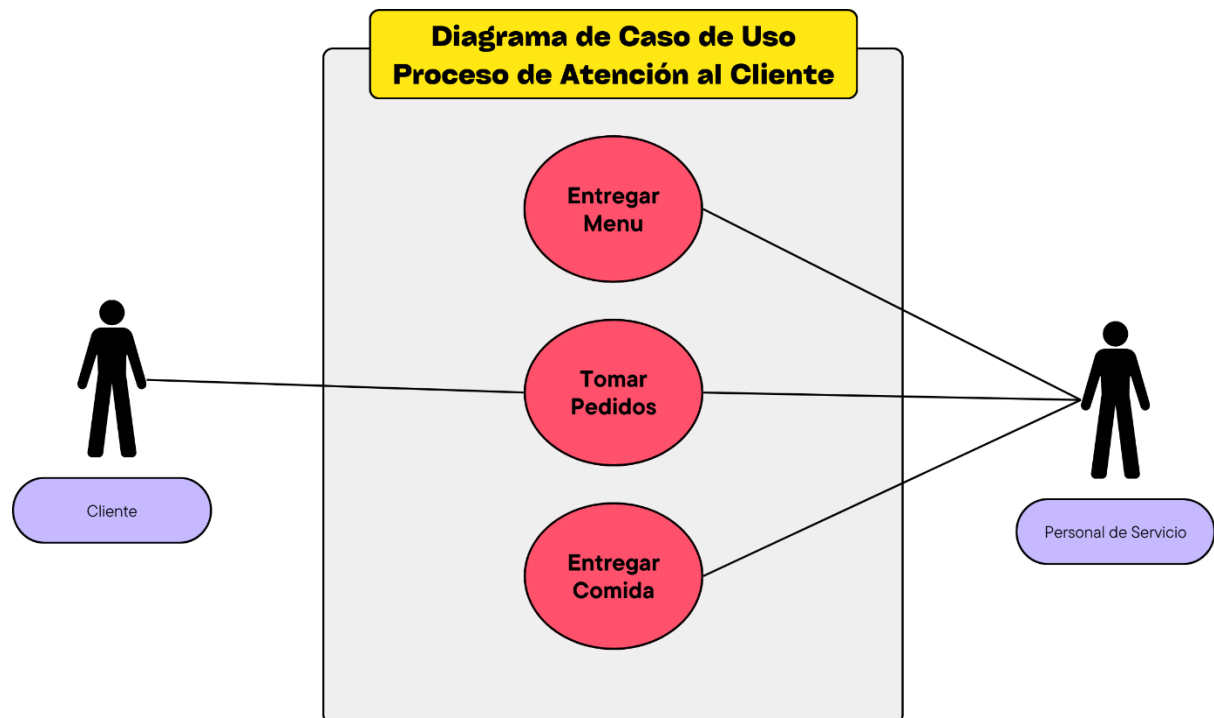 Diagrama de Caso de Uso
Proceso de Atención al Cliente
Entregar
Menu
Tomar
Pedidos
Cliente
Personal de Servicio
Entregar
Comida